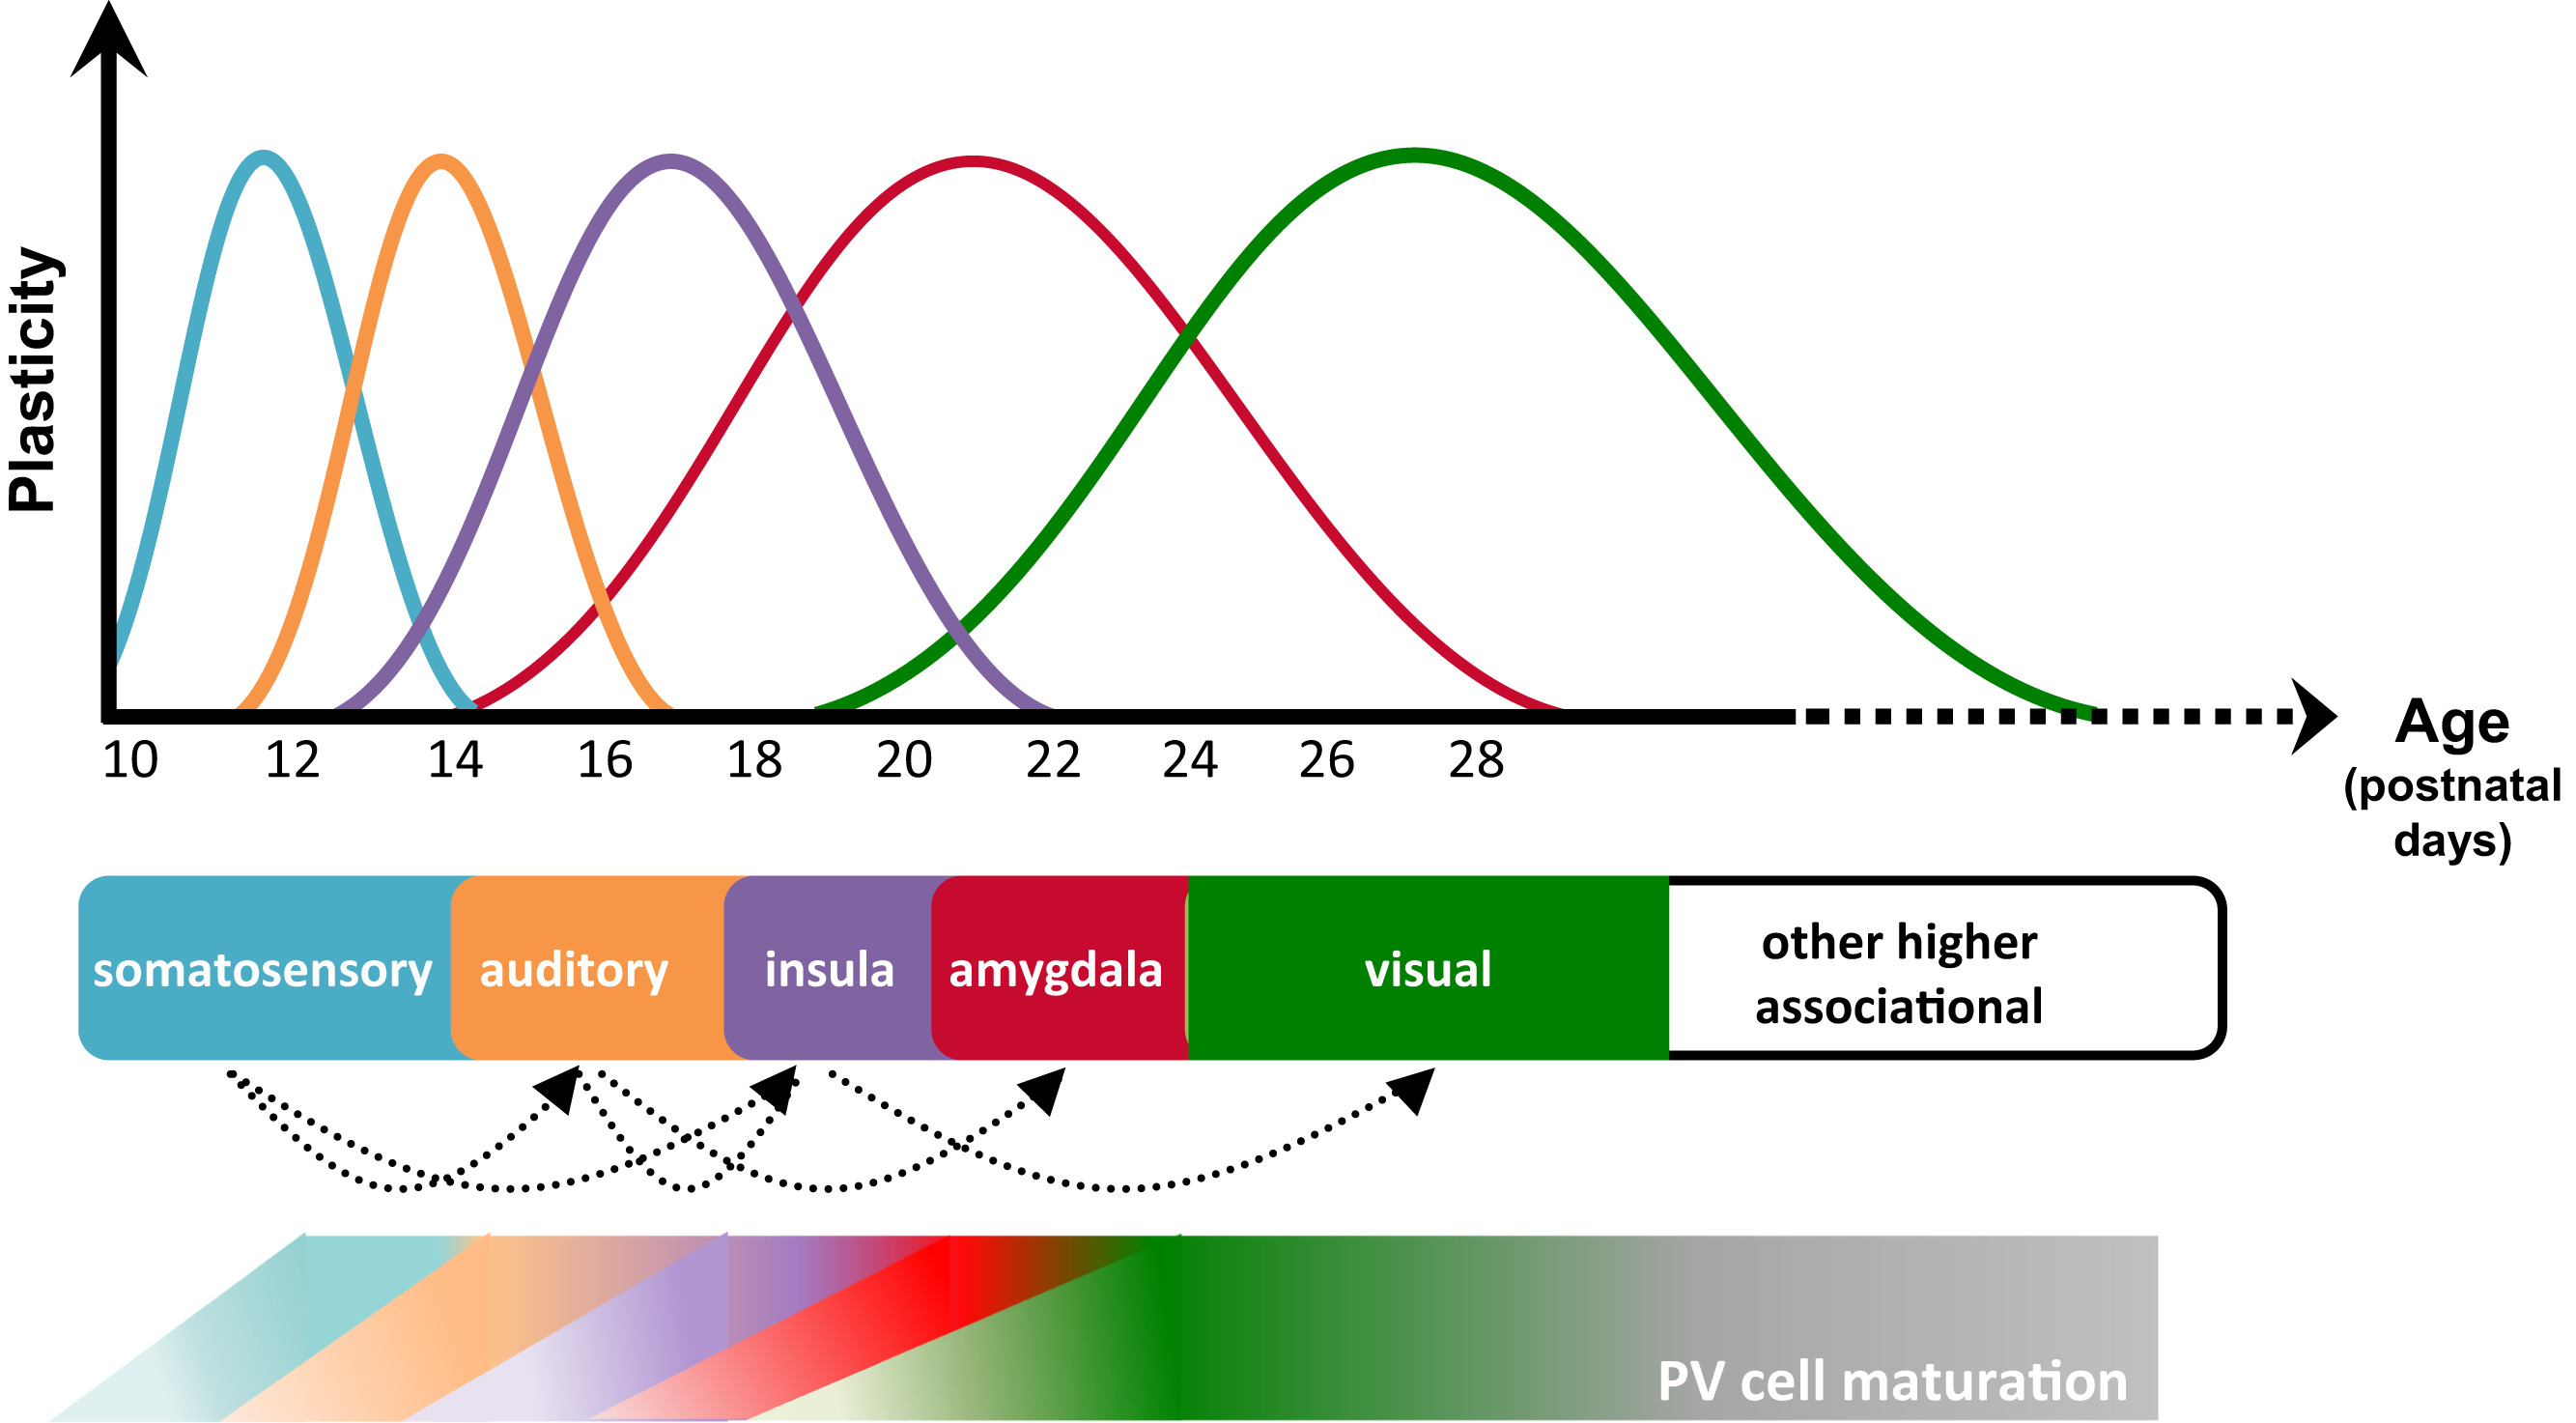 Plasticity
10 12 14 16 18 20 22 24 26 28
Age
(postnatal
days)
somatosensory auditory insula amygdala visual
other higher
associational
PV cell maturation